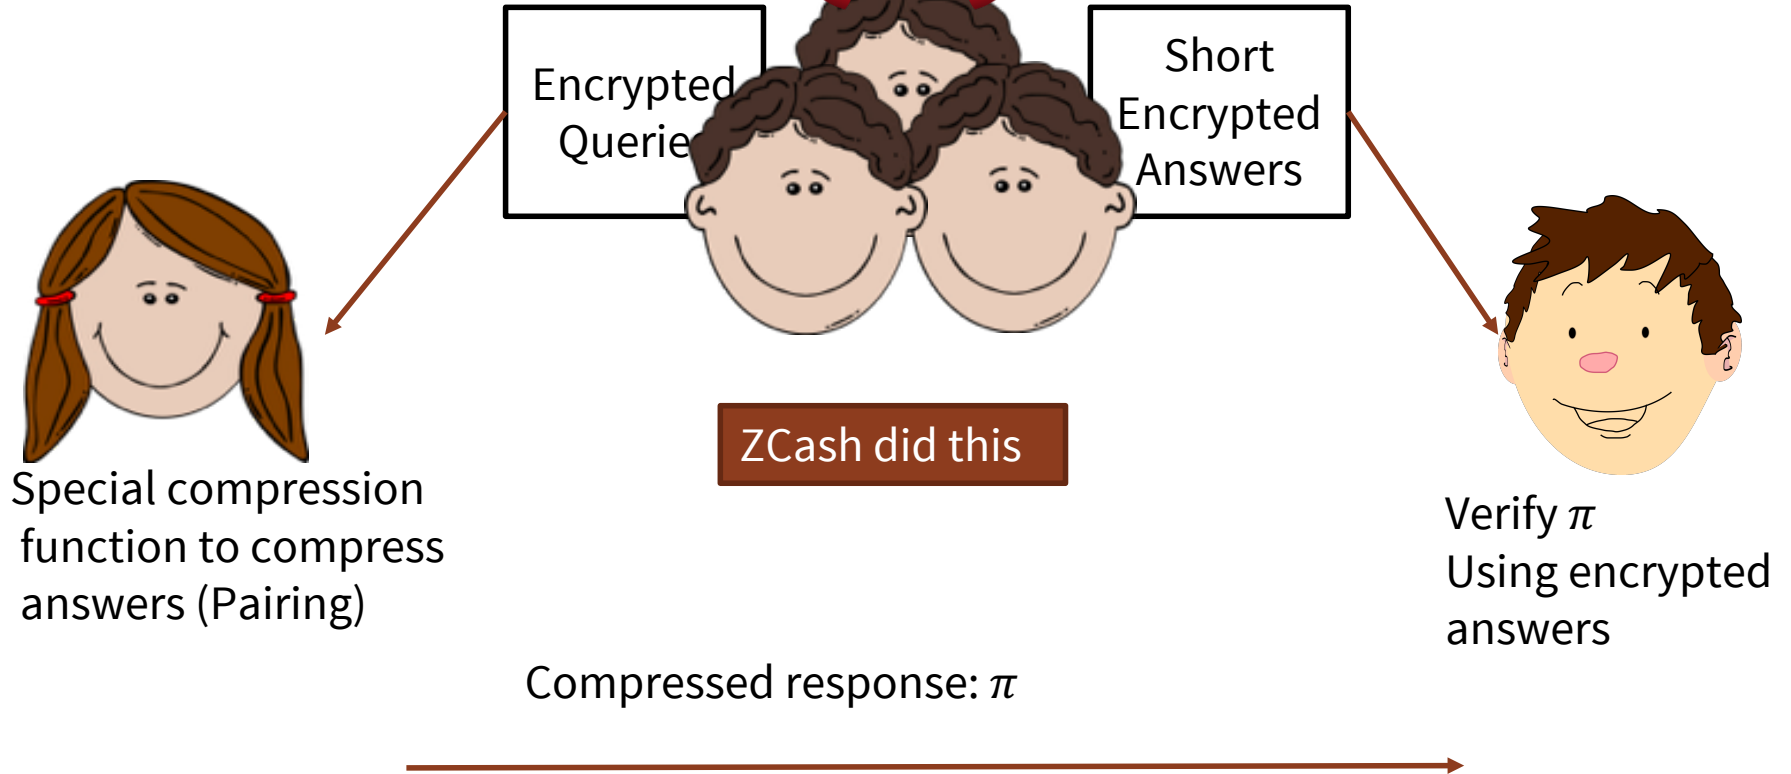 Encrypted
Querie
Short
Encrypted
Answers
ZCash did this
Special compression
function to compress
answers (Pairing)
Verify π
Using encrypted
answers
Compressed response: π